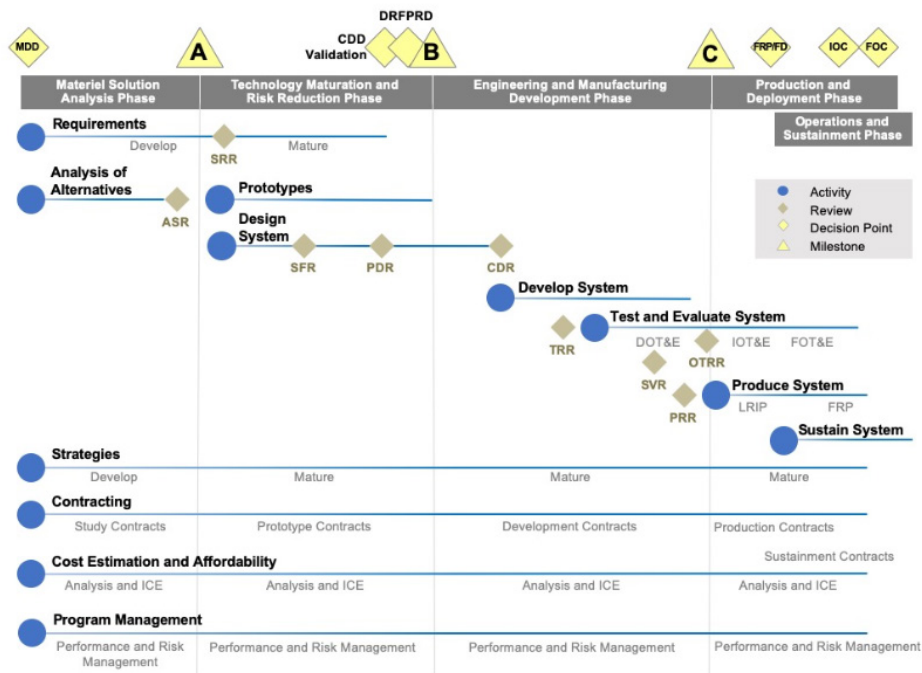 DRFPRD
CDD
Validation
MDD
A
B
C
FRP/FD
IOC
FOC
Materiel Solution
Analysis Phase
Technology Maturation and
Risk Reduction Phase
Engineering and Manufacturing
Development Phase
Production and
Deployment Phase
Operations and
Sustainment Phase
Requirements
Develop
SRR
Mature
Analysis of
Alternatives
ASR
Prototypes
Design
System
SFR
PDR
CDR
Activity
Review
Decision Point
Milestone
Develop System
Test and Evaluate System
TRR
DOT&E
OTRR
IOT&E
FOT&E
SVR
PRR
Produce System
LRIP
FRP
Sustain System
Strategies
Develop
Mature
Mature
Mature
Contracting
Study Contracts
Prototype Contracts
Development Contracts
Production Contracts
Sustainment Contracts
Cost Estimation and Affordability
Analysis and ICE
Analysis and ICE
Analysis and ICE
Analysis and ICE
Program Management
Performance and Risk
Management
Performance and Risk Management
Performance and Risk Management
Performance and Risk Management